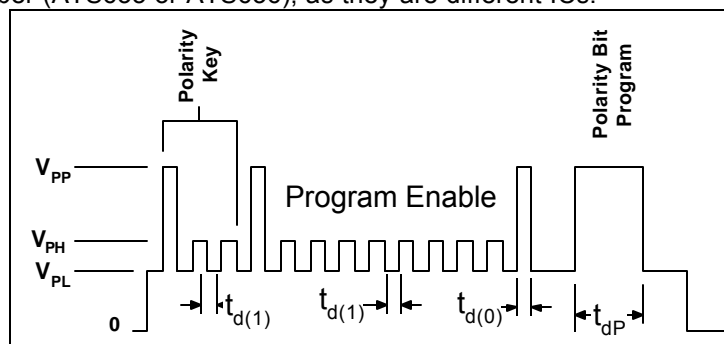 Polarity
Key
Polarity Bit
Program
V_PP
Program Enable
V_PH
V_PL
t_d(1)
t_d(1)
t_d(0)
t_dP
0